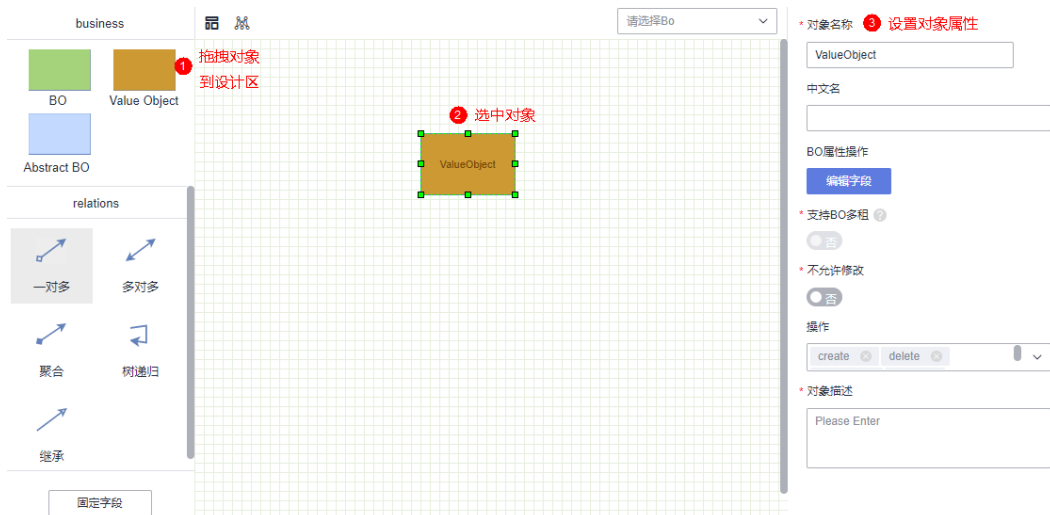 business
BO
Value Object
Abstract BO
relations
一对多
多对多
聚合
树递归
继承
固定字段
请选择Bo
1 拖拽对象
到设计区
2 选中对象
ValueObject
* 对象名称 3 设置对象属性
ValueObject
中文名
BO属性操作
编辑字段
* 支持BO多租 ?
否
* 不允许修改
否
操作
create delete
* 对象描述
Please Enter